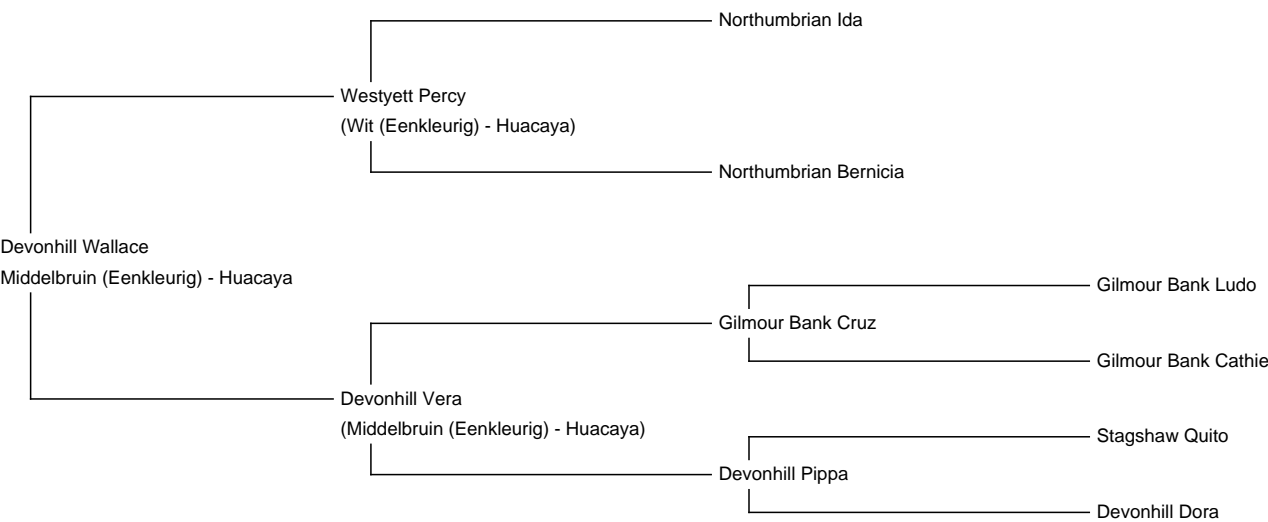 Northumbrian Ida
Westyett Percy
(Wit (Eenkleurig) - Huacaya)
Northumbrian Bernicia
Devonhill Wallace
Middelbruin (Eenkleurig) - Huacaya
Gilmour Bank Ludo
Gilmour Bank Cruz
Gilmour Bank Cathie
Devonhill Vera
(Middelbruin (Eenkleurig) - Huacaya)
Stagshaw Quito
Devonhill Pippa
Devonhill Dora